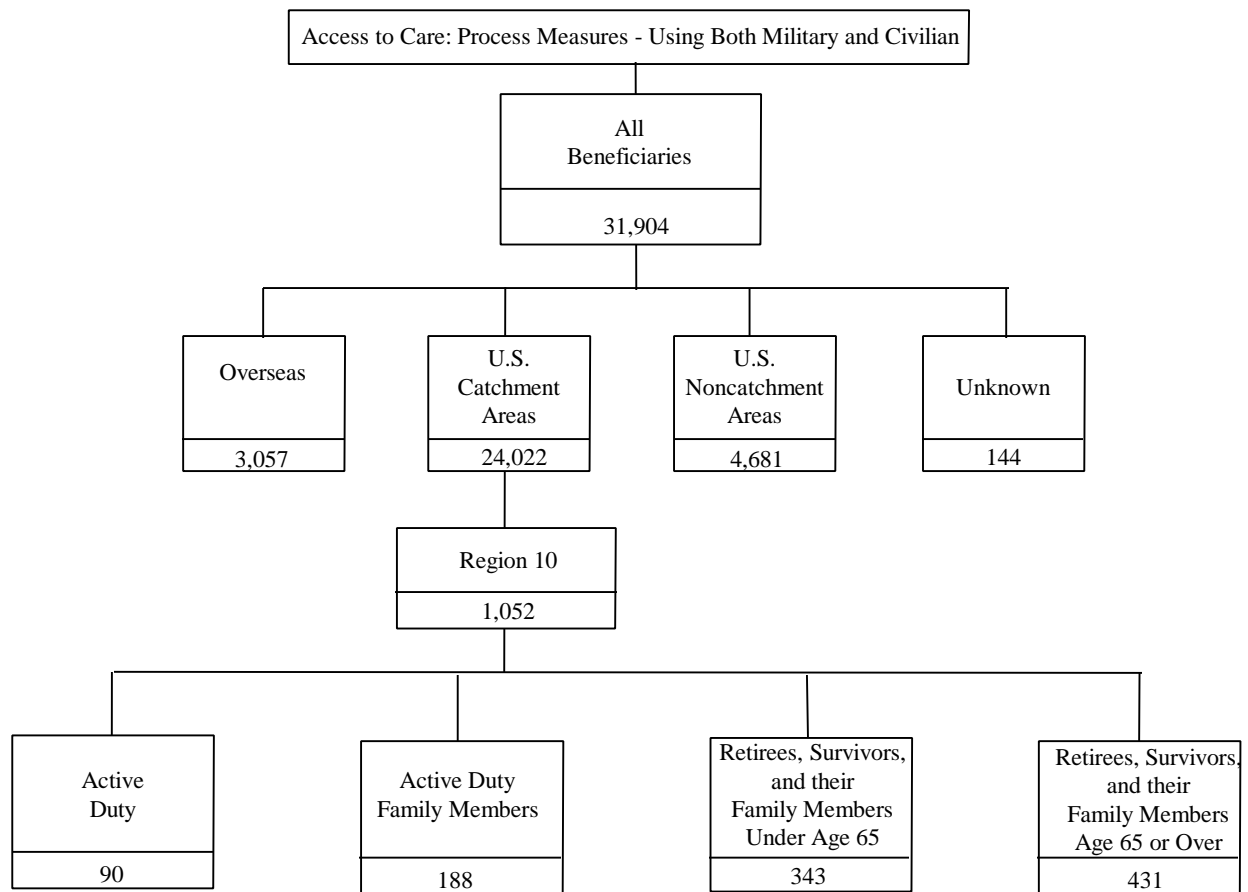 Access to Care: Process Measures - Using Both Military and Civilian
All
Beneficiaries
31,904
Overseas
3,057
U.S.
Catchment
Areas
24,022
U.S.
Noncatchment
Areas
4,681
Unknown
144
Region 10
1,052
Active
Duty
90
Active Duty
Family Members
188
Retirees, Survivors,
and their
Family Members
Under Age 65
343
Retirees, Survivors,
and their
Family Members
Age 65 or Over
431